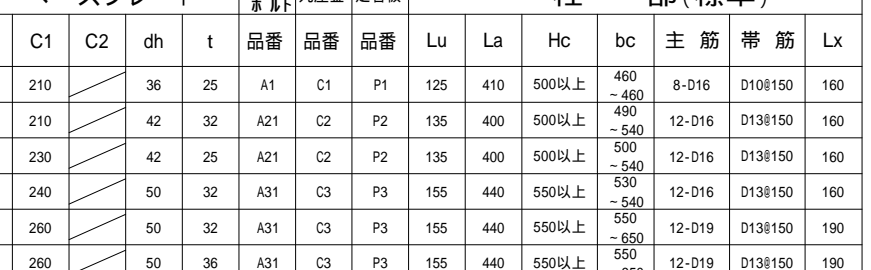 ボルト
部(標準)
C1 C2 dh t 品番 品番 品番 Lu La Hc bc 主 筋 帯 筋 Lx
210 36 25 A1 C1 P1 125 410 500以上 460 ~460 8-D16 D10@150 160
210 42 32 A21 C2 P2 135 400 500以上 490 ~540 12-D16 D13@150 160
230 42 25 A21 C2 P2 135 400 500以上 500 ~540 12-D16 D13@150 160
240 50 32 A31 C3 P3 155 440 550以上 530 ~540 12-D16 D13@150 160
260 50 32 A31 C3 P3 155 440 550以上 550 ~650 12-D19 D13@150 190
260 50 36 A31 C3 P3 155 440 550以上 550 12-D19 D13@150 190